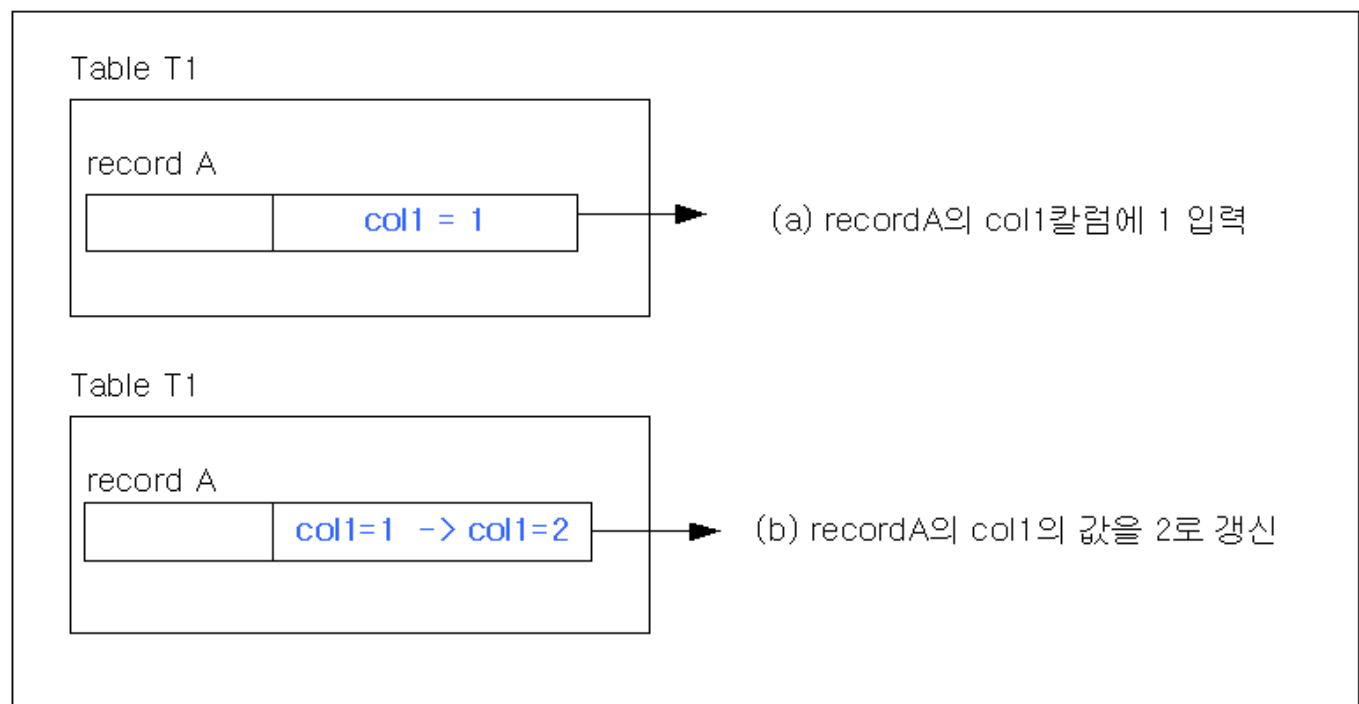 Table T1
record A
col1 = 1
(a) recordA의 col1칼럼에 1 입력
Table T1
record A
col1=1 -> col1=2
(b) recordA의 col1의 값을 2로 갱신